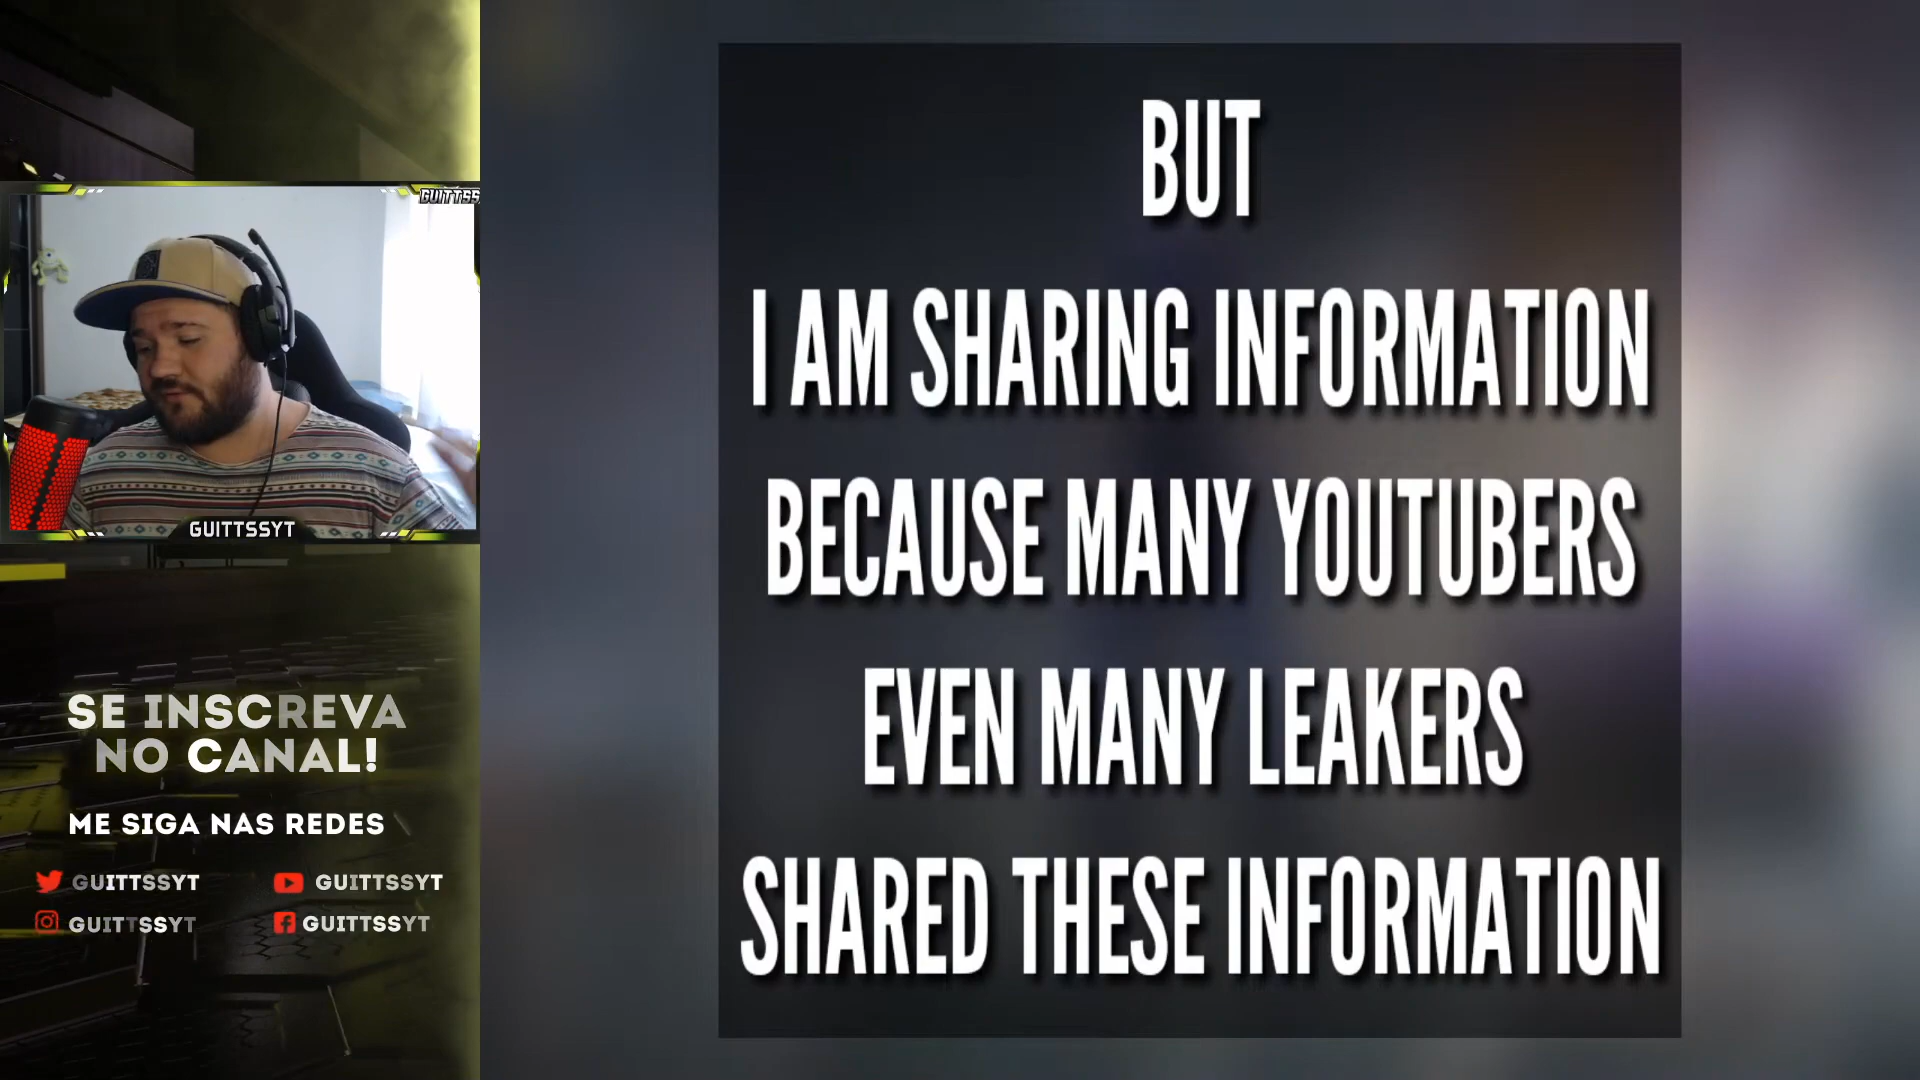 GUITTSS
GUITTSSYT
SE INSCREVA
NO CANAL!
ME SIGA NAS REDES
GUITTSSYT
GUITTSSYT
GUITTSSYT
GUITTSSYT
BUT
I AM SHARING INFORMATION
BECAUSE MANY YOUTUBERS
EVEN MANY LEAKERS
SHARED THESE INFORMATION